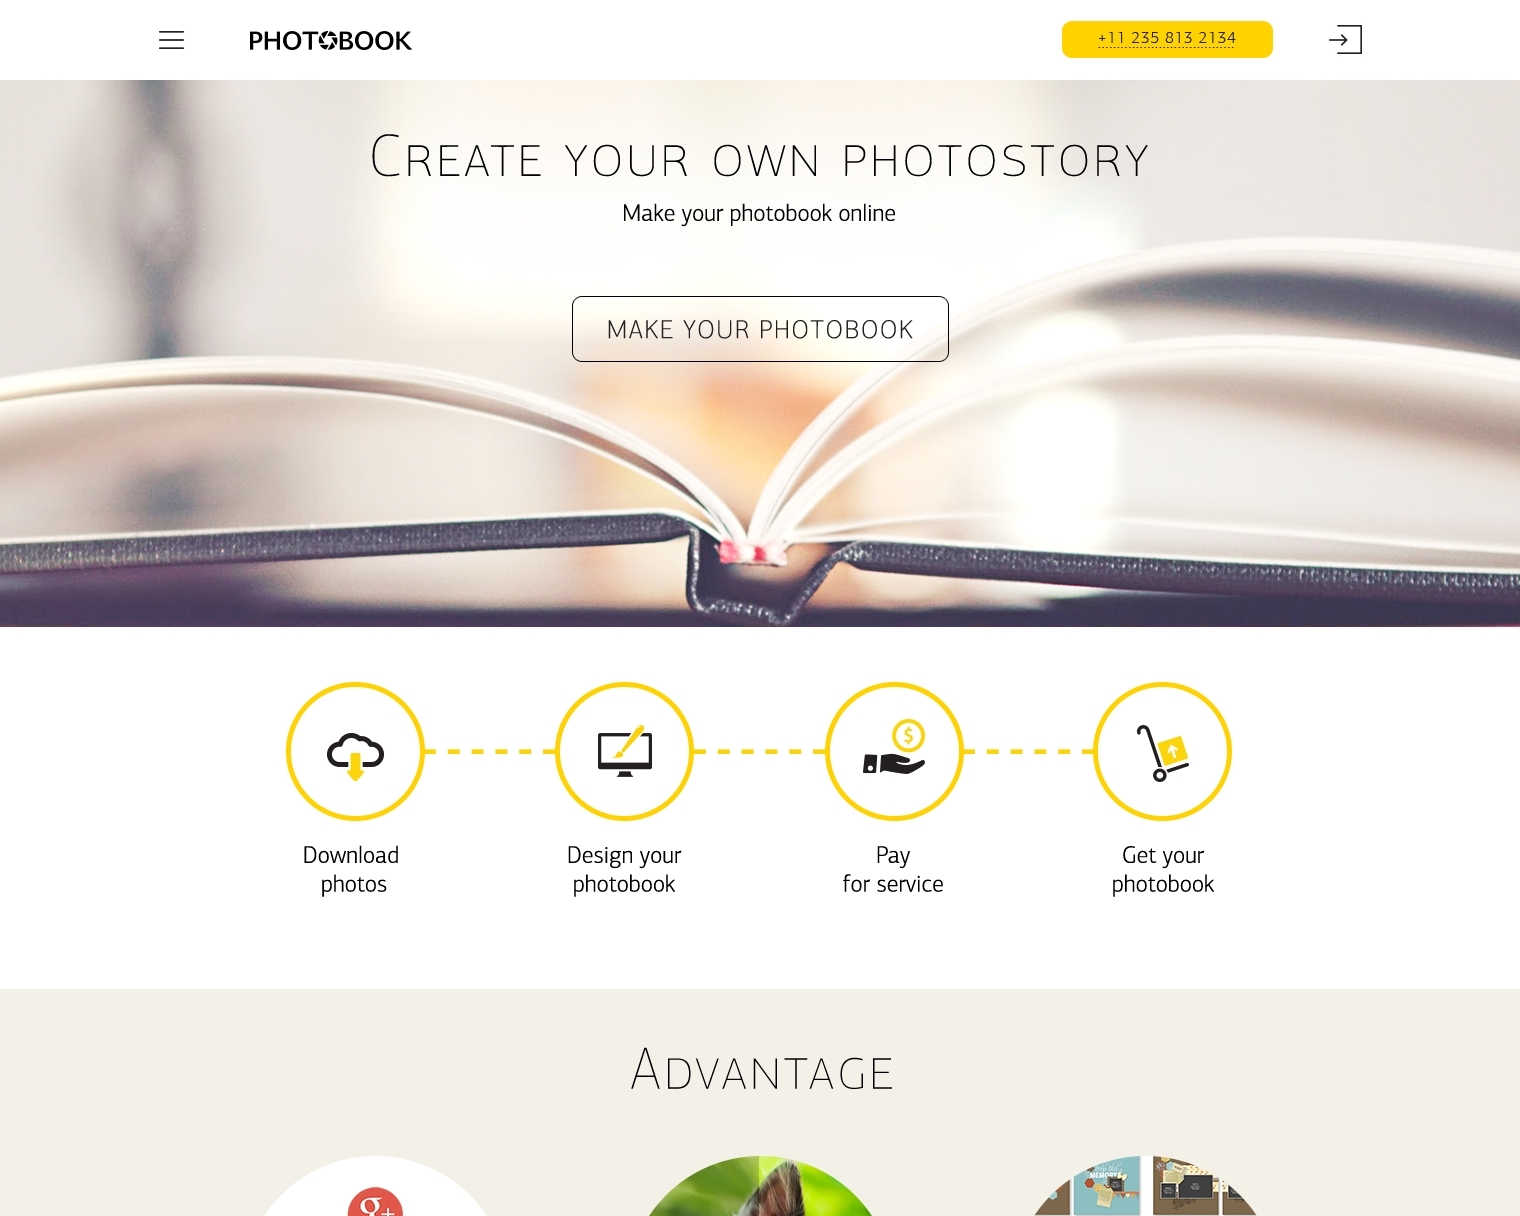 PHOTOBOOK
+11 235 813 2134
CREATE YOUR OWN PHOTOSTORY
Make your photobook online
MAKE YOUR PHOTOBOOK
$
Download
photos
Design your
photobook
Pay
for service
Get your
photobook
ADVANTAGE
g+
MEMORY